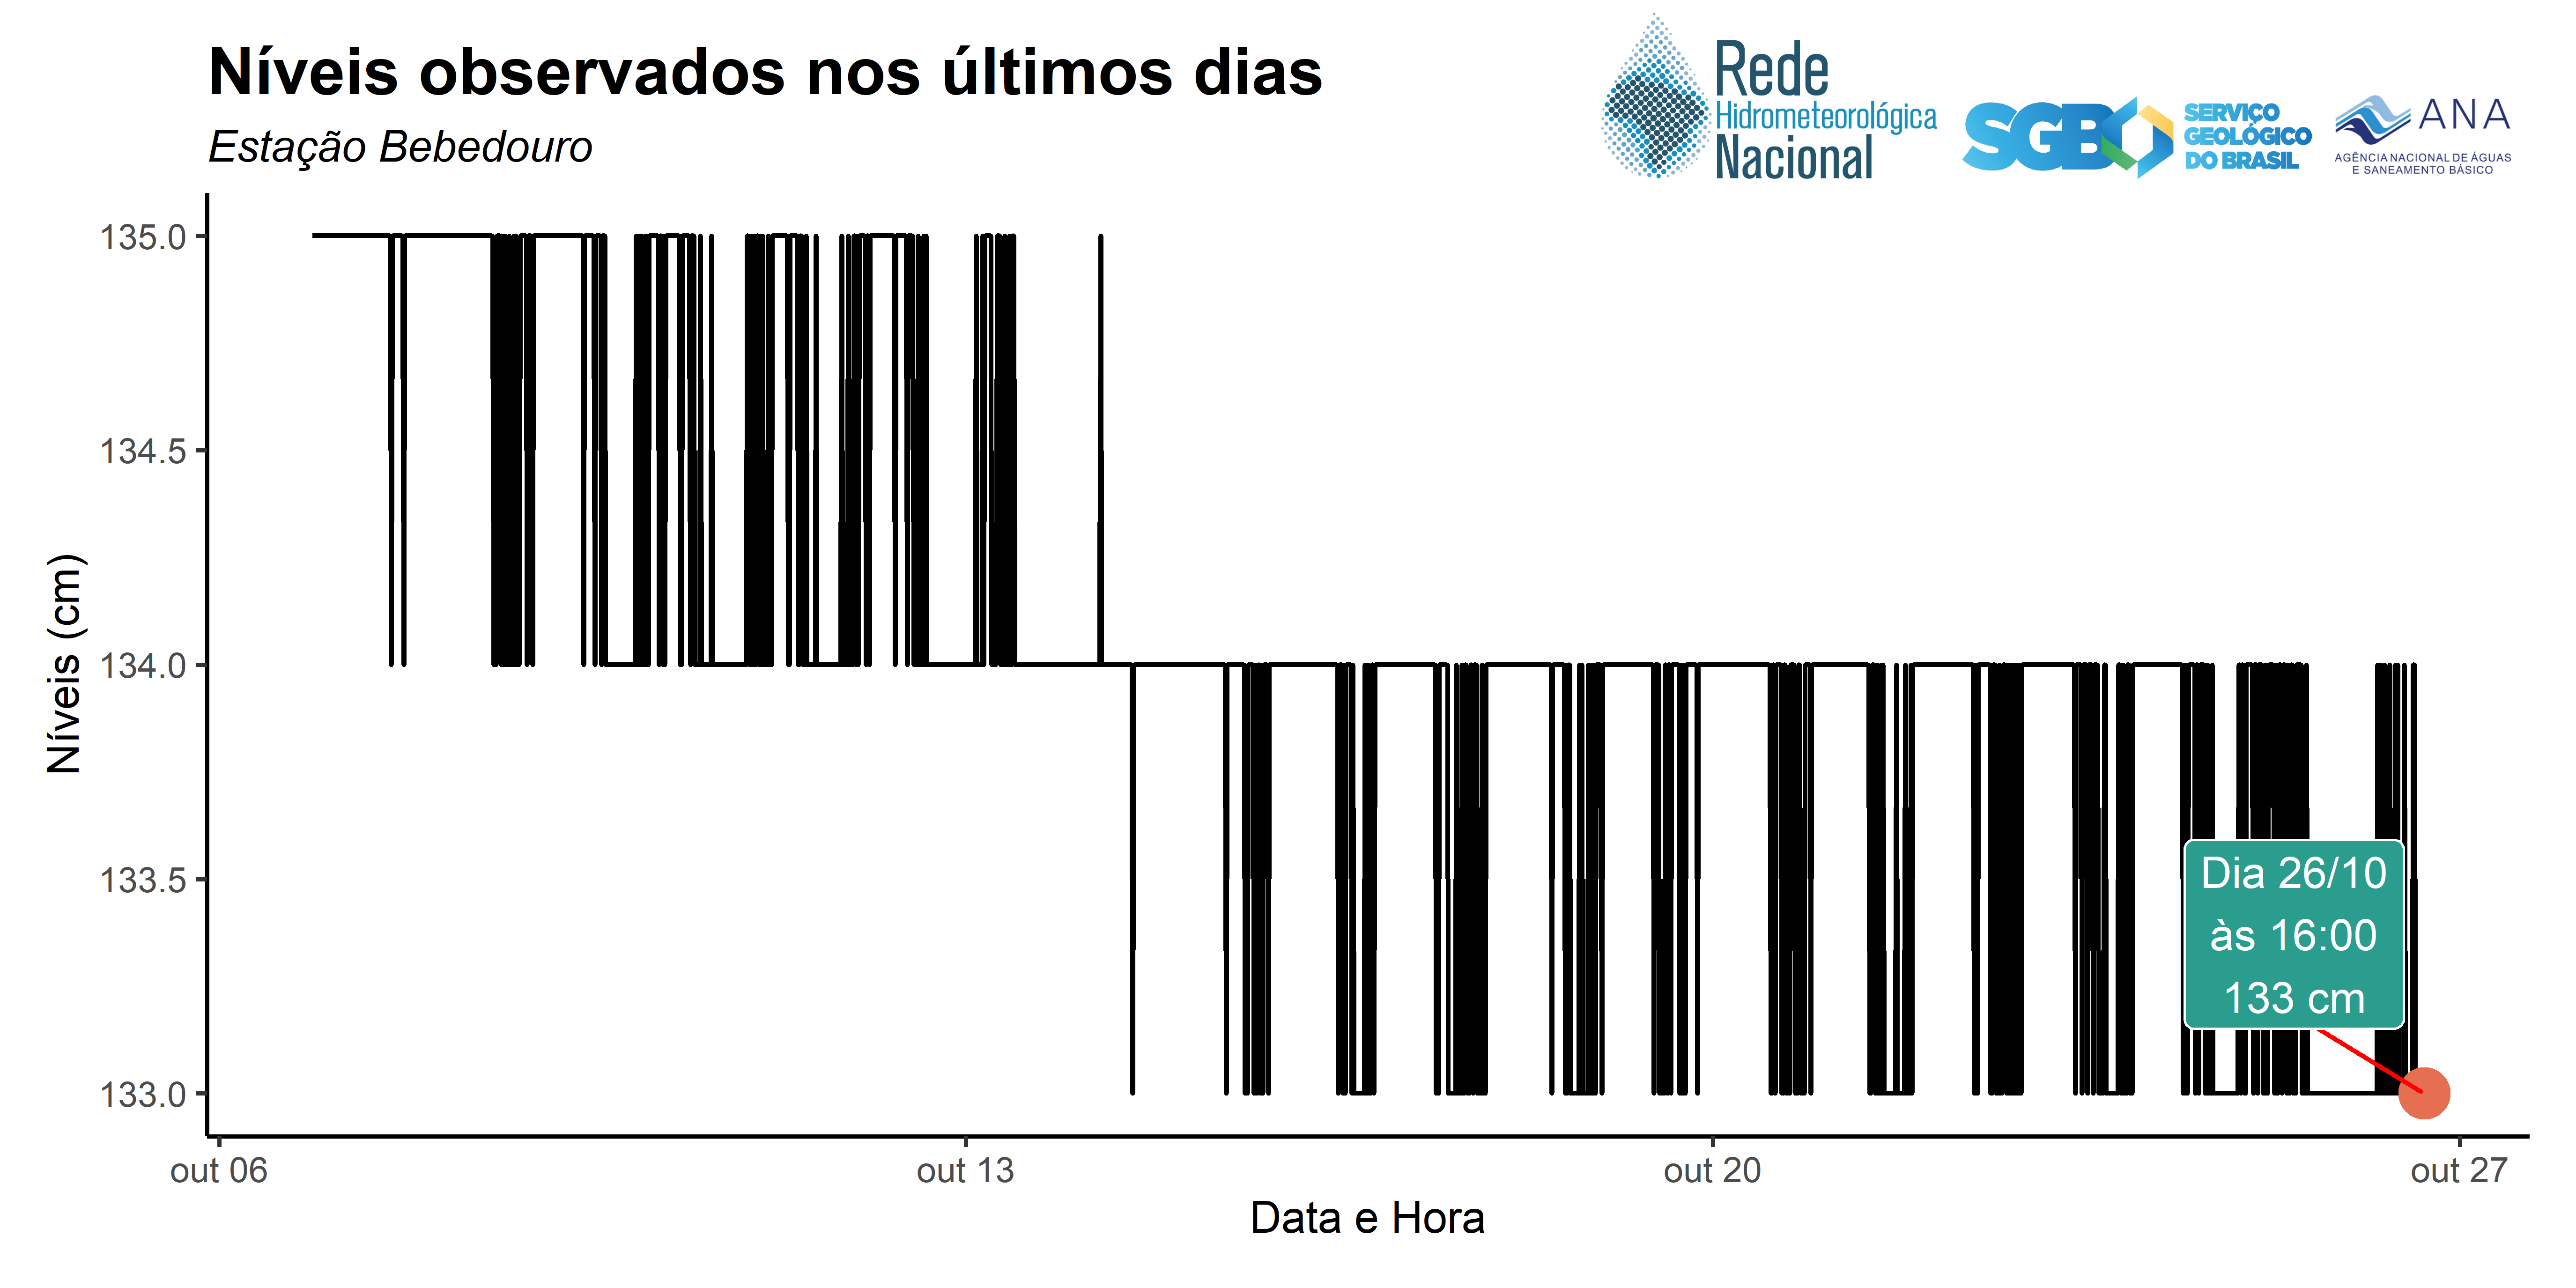 Níveis observados nos últimos dias
Estação Bebedouro
Rede
Hidrometeorológica
Nacional
SGB
SERVIÇO
GEOLÓGICO
DO BRASIL
ANA
AGÊNCIA NACIONAL DE ÁGUAS
E SANEAMENTO BÁSICO
Níveis (cm)
135.0
134.5
134.0
133.5
133.0
Dia 26/10
às 16:00
133 cm
out 06
out 13
out 20
out 27
Data e Hora